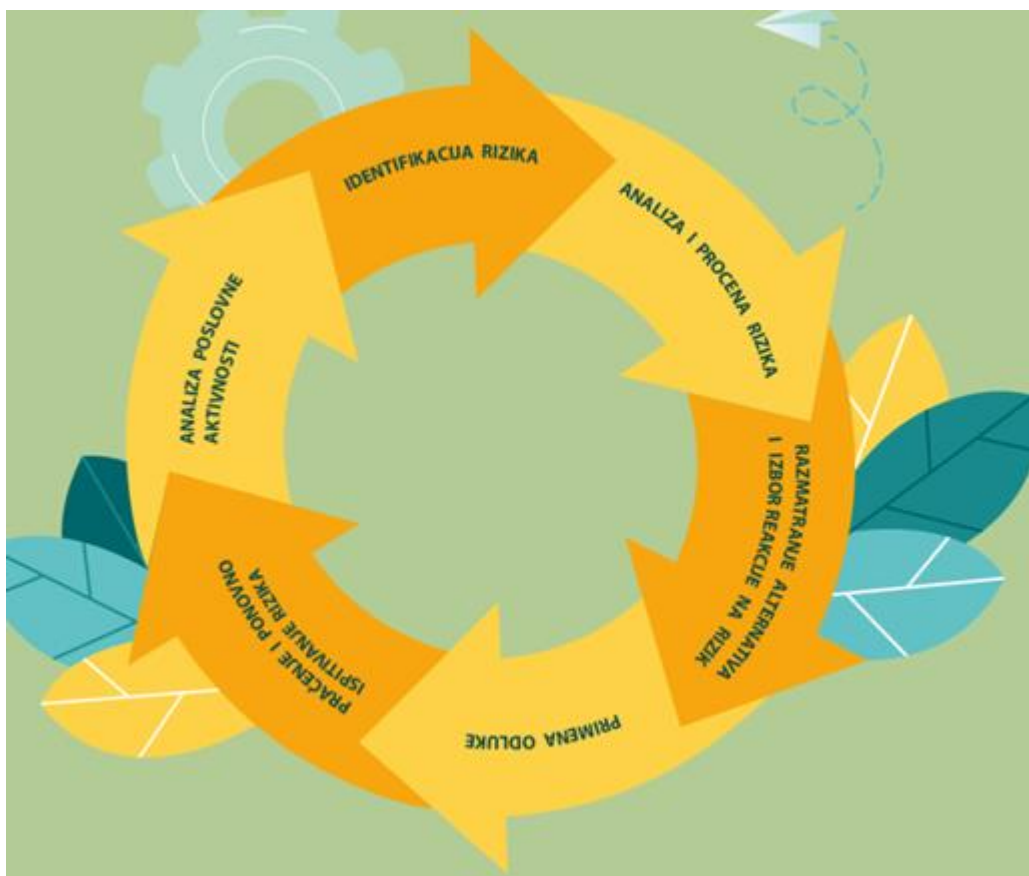 IDENTIFIKACIJA RIZIKA
ANALIZA I PROCENA RIZIKA
RAZMATRANJE ALTERNATIVA
I IZBOR REAKCIJE NA RIZIK
PRIMENA ODLUKE
PRAĆENJE I PONOVNO
ISPITIVANJE RIZIKA
ANALIZA POSLOVNE
AKTIVNOSTI